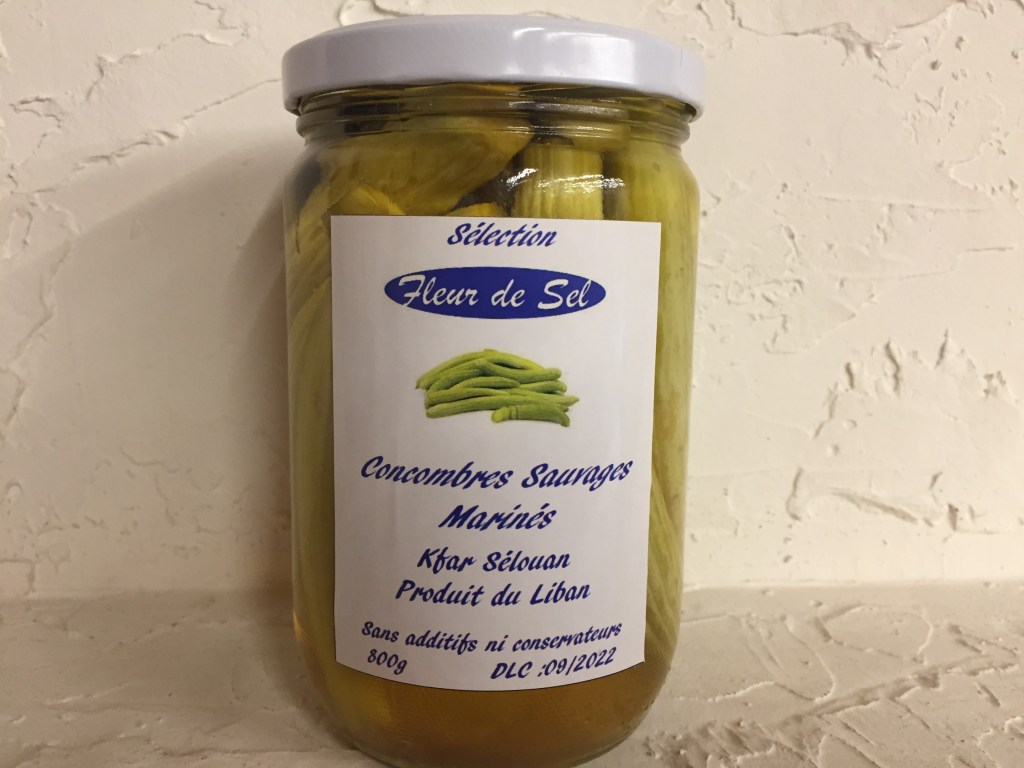 Sélection
Fleur de Sel
Concombres Sauvages
Marinés
Kfar Sélouan
Produit du Liban
Sans additifs ni conservateurs
800g DLC :09/2022